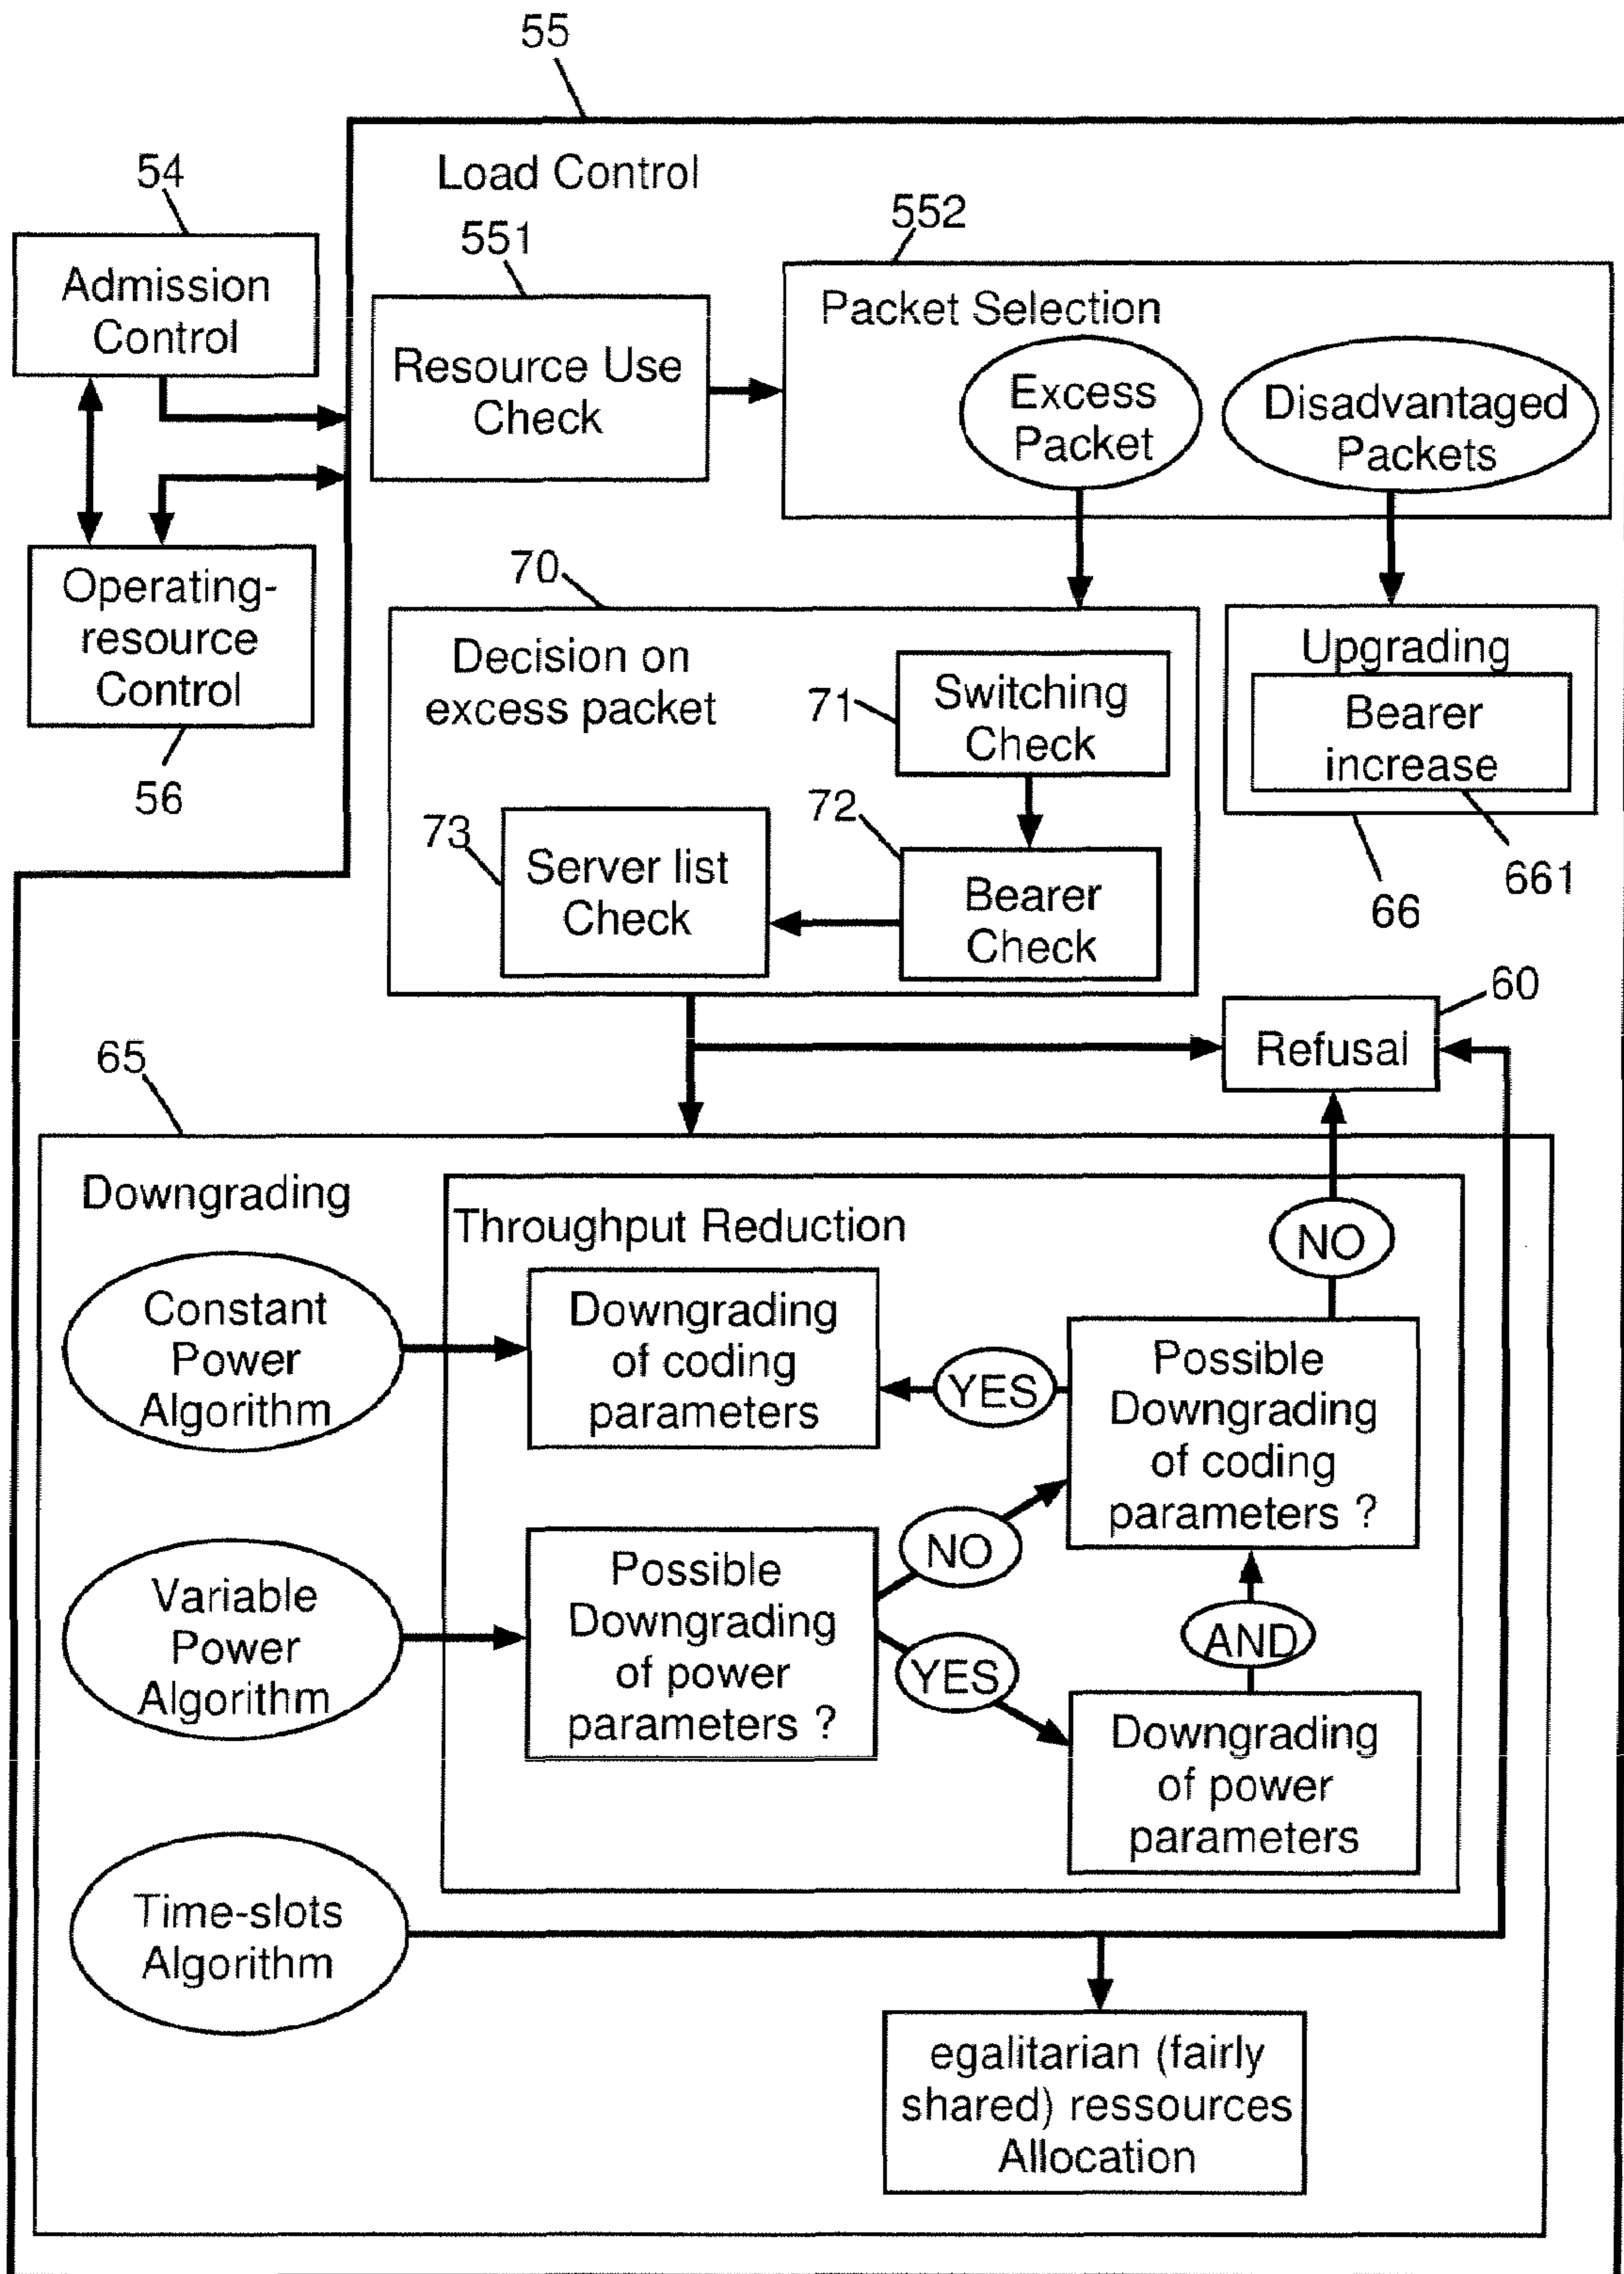 55
54
Load Control
551
552
Admission
Control
Packet Selection
Resource Use
Check
Excess
Packet
Disadvantaged
Packets
70
Operating-
resource
Control
56
Decision on
excess packet
71
Switching
Check
Upgrading
Bearer
increase
73
72
Server list
Check
Bearer
Check
66
661
60
Refusal
65
Downgrading
Throughput Reduction
NO
Constant
Power
Algorithm
Downgrading
of coding
parameters
YES
Possible
Downgrading
of coding
parameters ?
Variable
Power
Algorithm
Possible
Downgrading
of power
parameters ?
NO
YES
AND
Downgrading
of power
parameters
Time-slots
Algorithm
egalitarian (fairly
shared) ressources
Allocation